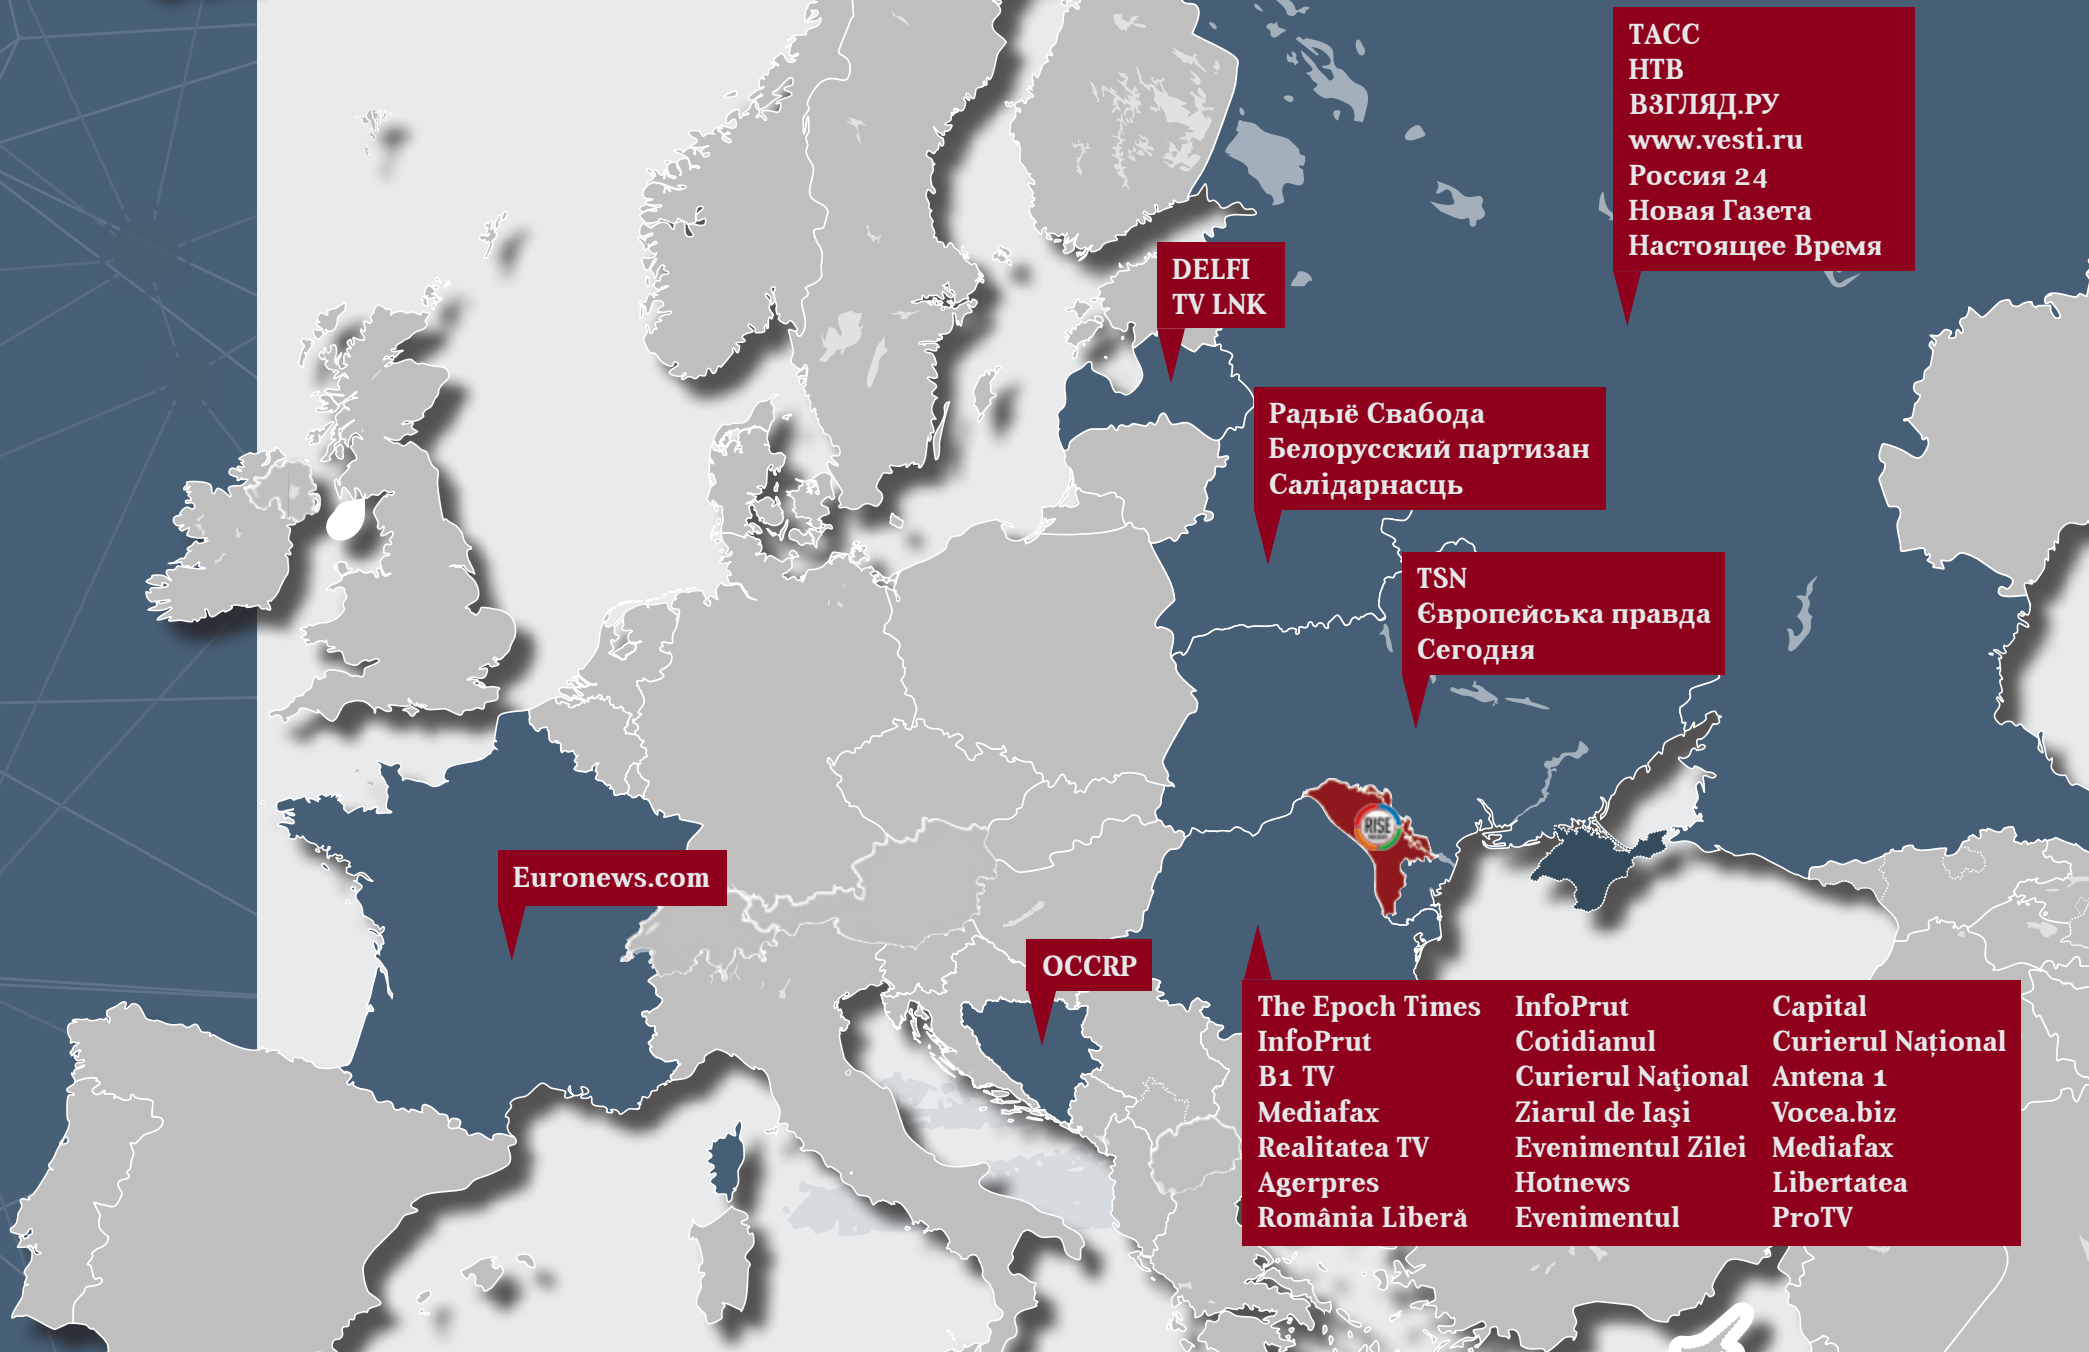 ТАСС
НТВ
ВЗГЛЯД.РУ
www.vesti.ru
Россия 24
Новая Газета
Настоящее Время
DELFI
TV LNK
Радыё Свабода
Белорусский партизан
Салідарнасць
TSN
Європейська правда
Сегодня
RISE
Euronews.com
OCCRP
The Epoch Times
InfoPrut
B1 TV
Mediafax
Realitatea TV
Agerpres
România Liberă
InfoPrut
Cotidianul
Curierul Naţional
Ziarul de Iaşi
Evenimentul Zilei
Hotnews
Evenimentul
Capital
Curierul Național
Antena 1
Vocea.biz
Mediafax
Libertatea
ProTV